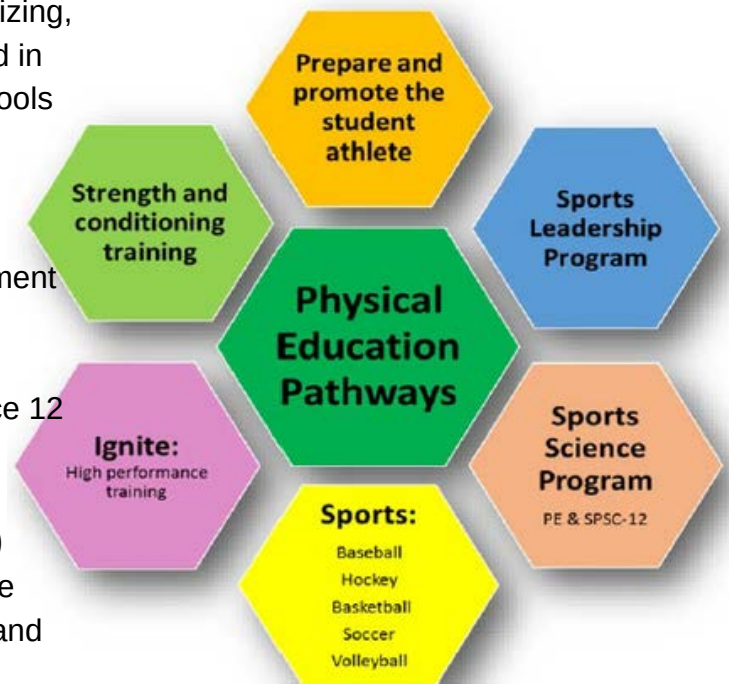 izing,
d in
ools
ment
ce 12
)
e
and
Prepare and
promote the
student
athlete
Strength and
conditioning
training
Sports
Leadership
Program
Physical
Education
Pathways
Ignite:
High performance
training
Sports
Science
Program
PE & SPSC-12
Sports:
Baseball
Hockey
Basketball
Soccer
Volleyball